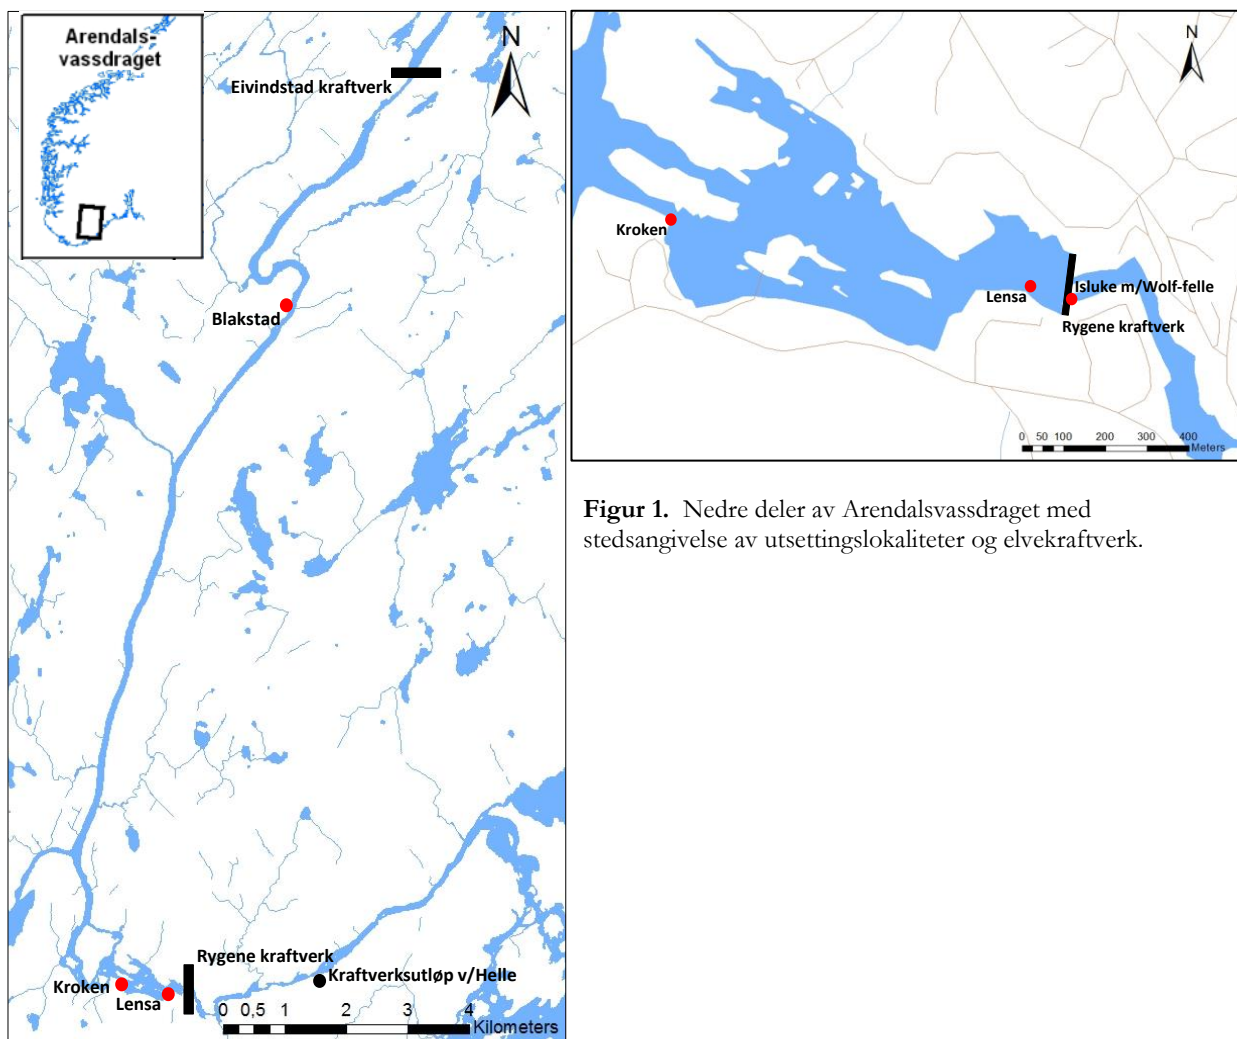 Arendals-
vassdraget
N
Eivindstad kraftverk
Blakstad
Rygene kraftverk
Kraftverksutløp v/Helle
Kroken
Lensa
0 0,5 1 2 3 4
Kilometers
N
Kroken
Lensa
Isluke m/Wolf-felle
Rygene kraftverk
0 50 100 200 300 400
Meters
Figur 1. Nedre deler av Arendalsvassdraget med
stedsangivelse av utsettingslokaliteter og elvekraftverk.